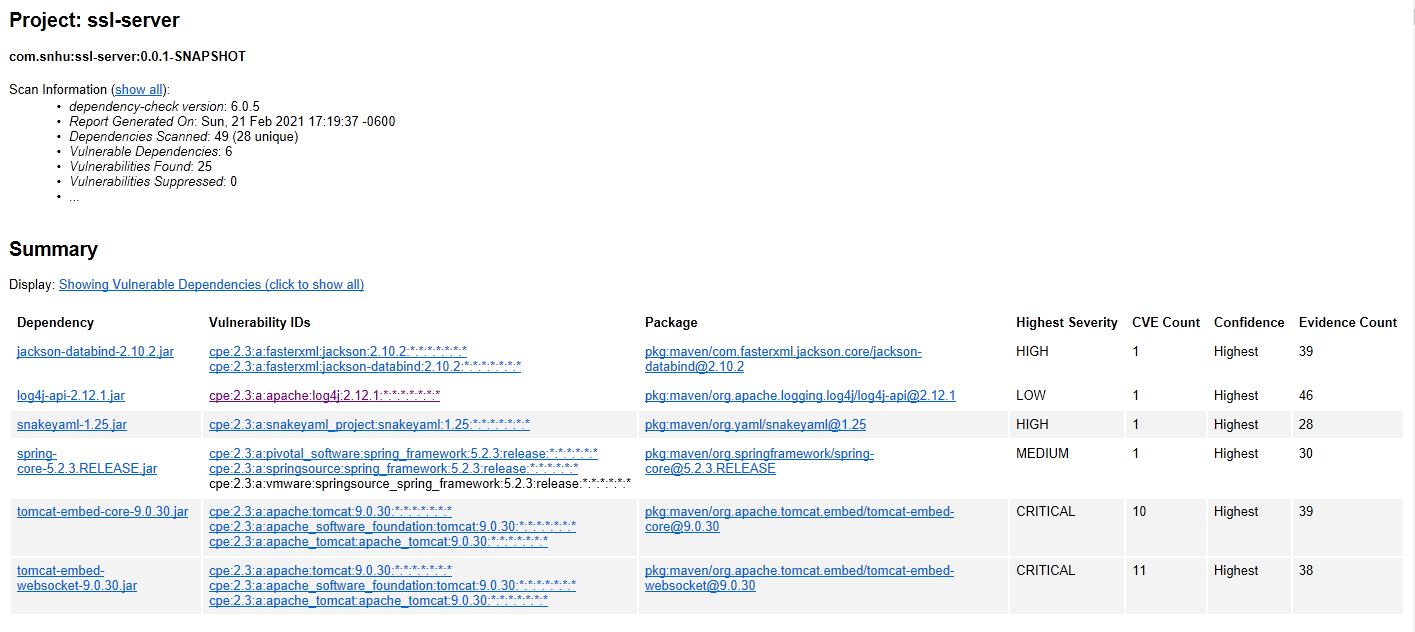 Project: ssl-server
com.snhu:ssl-server:0.0.1-SNAPSHOT
Scan Information (show all):
• dependency-check version: 6.0.5
• Report Generated On: Sun, 21 Feb 2021 17:19:37 -0600
• Dependencies Scanned: 49 (28 unique)
• Vulnerable Dependencies: 6
• Vulnerabilities Found: 25
• Vulnerabilities Suppressed: 0
• ...
Summary
Display: Showing Vulnerable Dependencies (click to show all)
Dependency Vulnerability IDs Package Highest Severity CVE Count Confidence Evidence Count
jackson-databind-2.10.2.jar cpe:2.3:a:fasterxml:jackson:2.10.2:*:*:*:*:*:*:* pkg:maven/com.fasterxml.jackson.core/jackson- HIGH 1 Highest 39
cpe:2.3:a:fasterxml:jackson-databind:2.10.2:*:*:*:*:*:*:* databind@2.10.2
log4j-api-2.12.1.jar cpe:2.3:a:apache:log4j:2.12.1:*:*:*:*:*:*:* pkg:maven/org.apache.logging.log4j/log4j-api@2.12.1 LOW 1 Highest 46
snakeyaml-1.25.jar cpe:2.3:a:snakeyaml_project:snakeyaml:1.25:*:*:*:*:*:*:* pkg:maven/org.yaml/snakeyaml@1.25 HIGH 1 Highest 28
spring- cpe:2.3:a:pivotal_software:spring_framework:5.2.3:release:*:*:*:*:*:* pkg:maven/org.springframework/spring- MEDIUM 1 Highest 30
core-5.2.3.RELEASE.jar cpe:2.3:a:springsource:spring_framework:5.2.3:release:*:*:*:*:*:* core@5.2.3.RELEASE
cpe:2.3:a:vmware:springsource_spring_framework:5.2.3:release:*:*:*:*:*:*
tomcat-embed-core-9.0.30.jar cpe:2.3:a:apache:tomcat:9.0.30:*:*:*:*:*:*:* pkg:maven/org.apache.tomcat.embed/tomcat-embed- CRITICAL 10 Highest 39
cpe:2.3:a:apache_software_foundation:tomcat:9.0.30:*:*:*:*:*:*:* core@9.0.30
cpe:2.3:a:apache_tomcat:apache_tomcat:9.0.30:*:*:*:*:*:*:*
tomcat-embed- cpe:2.3:a:apache:tomcat:9.0.30:*:*:*:*:*:*:* pkg:maven/org.apache.tomcat.embed/tomcat-embed- CRITICAL 11 Highest 38
websocket-9.0.30.jar cpe:2.3:a:apache_software_foundation:tomcat:9.0.30:*:*:*:*:*:*:* websocket@9.0.30
cpe:2.3:a:apache_tomcat:apache_tomcat:9.0.30:*:*:*:*:*:*:*